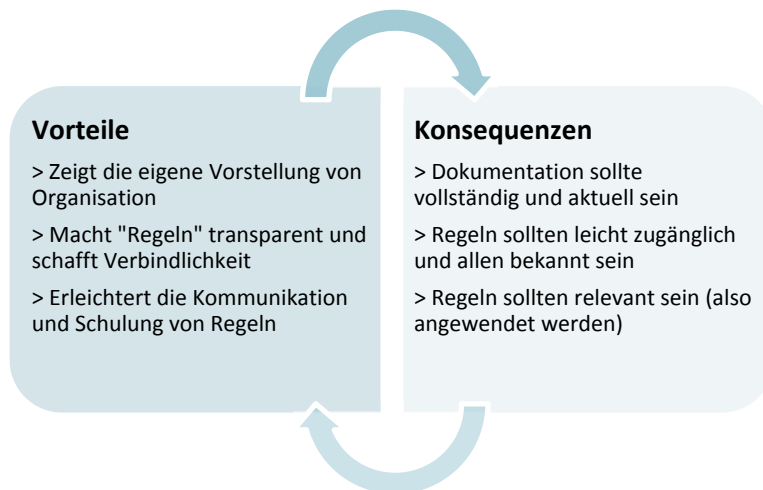 Vorteile
> Zeigt die eigene Vorstellung von
Organisation
> Macht "Regeln" transparent und
schafft Verbindlichkeit
> Erleichtert die Kommunikation
und Schulung von Regeln
Konsequenzen
> Dokumentation sollte
vollständig und aktuell sein
> Regeln sollten leicht zugänglich
und allen bekannt sein
> Regeln sollten relevant sein (also
angewendet werden)